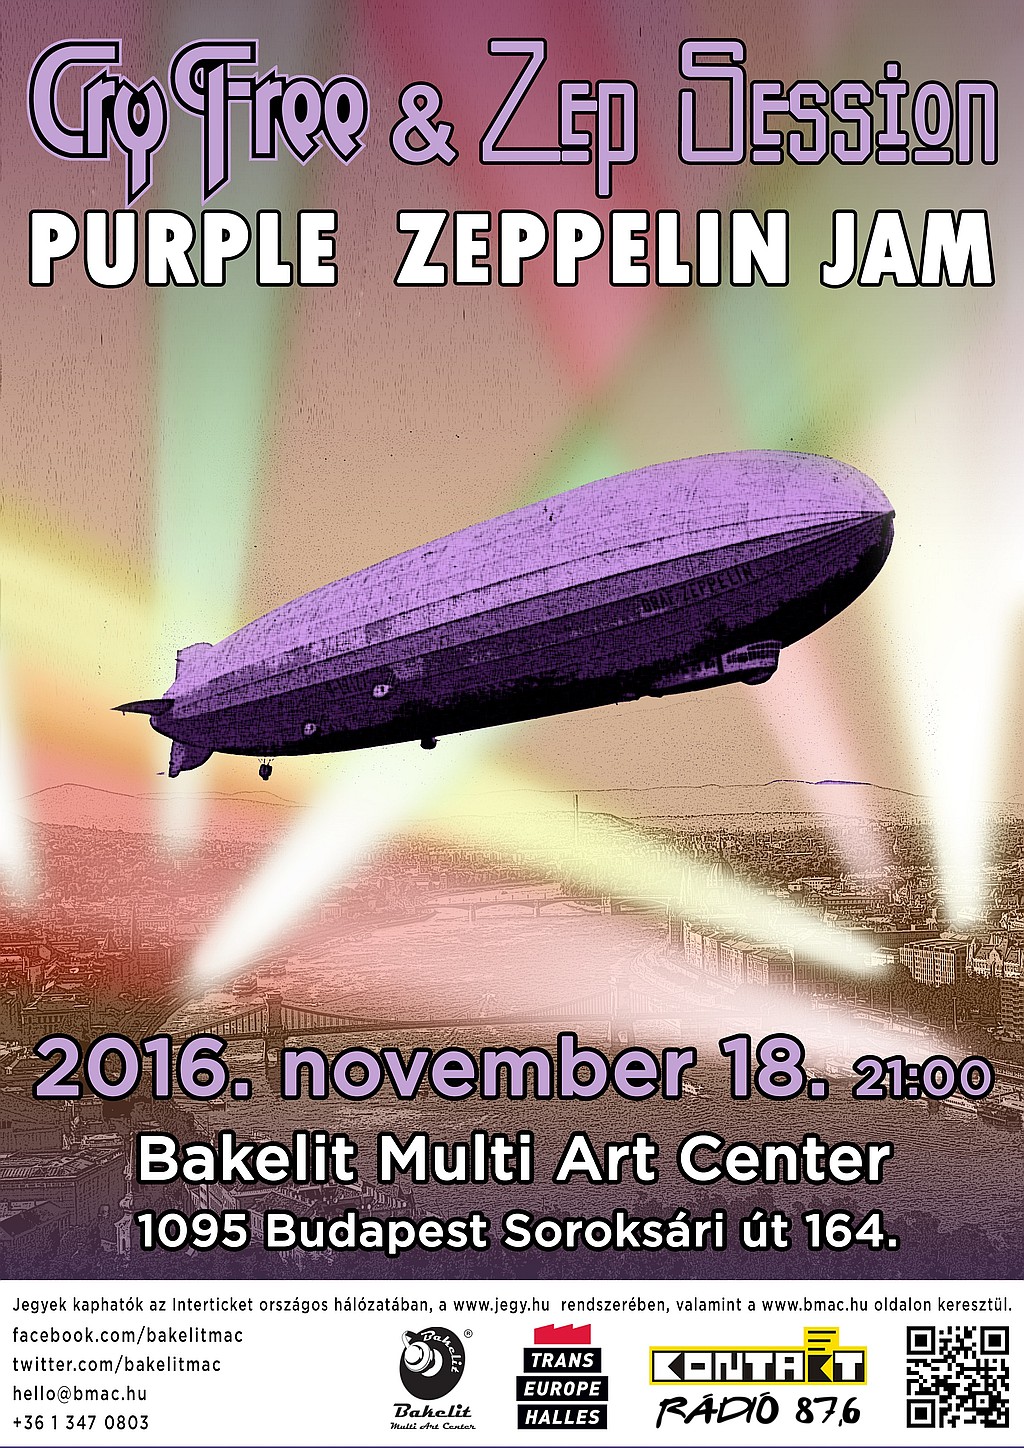 Cry Free & Zep Session
PURPLE ZEPPELIN JAM
GRAF ZEPPELIN
2016. november 18. 21:00
Bakelit Multi Art Center
1095 Budapest Soroksári út 164.
Jegyek kaphatók az Interticket országos hálózatában, a www.jegy.hu rendszerében, valamint a www.bmac.hu oldalon keresztül.
facebook.com/bakelitmac
twitter.com/bakelitmac
hello@bmac.hu
+36 1 347 0803
Bakelit ®
Bakelit
Multi Art Center
TRANS
EUROPE
HALLES
KONTAKT
RÁDIÓ 87,6